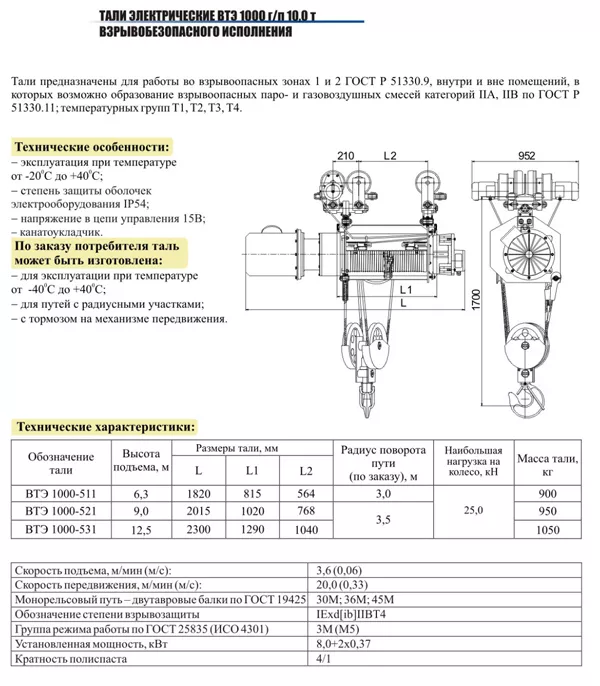 ТАЛИ ЭЛЕКТРИЧЕСКИЕ ВТЭ 1000 г/п 10.0 т
ВЗРЫВОБЕЗОПАСНОГО ИСПОЛНЕНИЯ
Тали предназначены для работы во взрывоопасных зонах 1 и 2 ГОСТ Р 51330.9, внутри и вне помещений, в
которых возможно образование взрывоопасных паро- и газовоздушных смесей категорий IIA, IIB по ГОСТ Р
51330.11; температурных групп Т1, Т2, Т3, Т4.
Технические особенности:
– эксплуатация при температуре
от -20⁰С до +40⁰С;
– степень защиты оболочек
электрооборудования IP54;
– напряжение в цепи управления 15В;
– канатоукладчик.
По заказу потребителя таль
может быть изготовлена:
– для эксплуатации при температуре
от -40⁰С до +40⁰С;
– для путей с радиусными участками;
– с тормозом на механизме передвижения.
210 L2 952
L1
L
1700
Технические характеристики:
Обозначение тали Высота подъема, м Размеры тали, мм L L1 L2 Радиус поворота пути (по заказу), м Наибольшая нагрузка на колесо, кН Масса тали, кг
ВТЭ 1000-511 6,3 1820 815 564 3,0 25,0 900
ВТЭ 1000-521 9,0 2015 1020 768 3,5 950
ВТЭ 1000-531 12,5 2300 1290 1040 1050
Скорость подъема, м/мин (м/с): 3,6 (0,06)
Скорость передвижения, м/мин (м/с): 20,0 (0,33)
Монорельсовый путь – двутавровые балки по ГОСТ 19425 30М; 36М; 45М
Обозначение степени взрывозащиты IExd[ib]IIBT4
Группа режима работы по ГОСТ 25835 (ИСО 4301) 3М (М5)
Установленная мощность, кВт 8,0+2х0,37
Кратность полиспаста 4/1